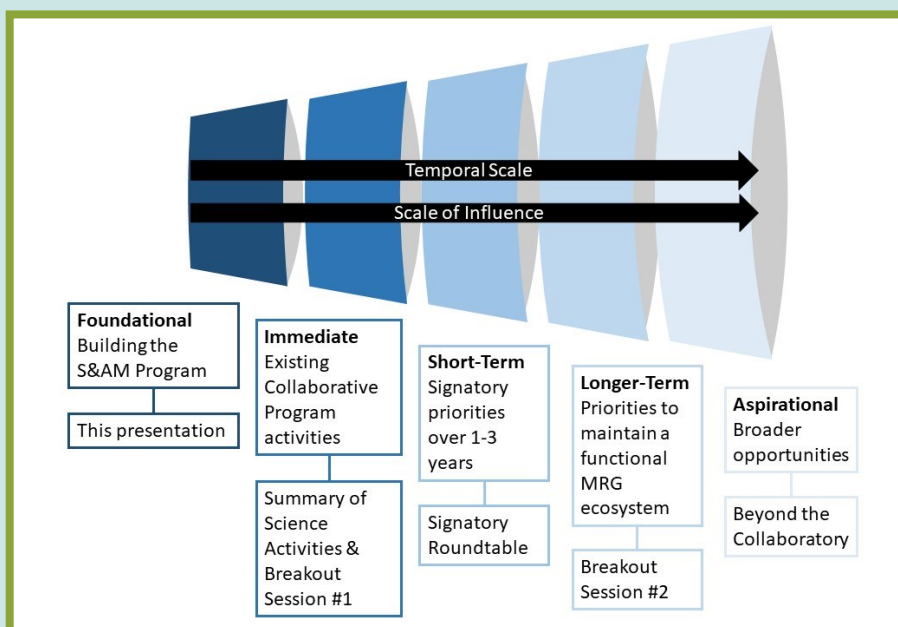 Temporal Scale
Scale of Influence
Foundational
Building the
S&AM Program
This presentation
Immediate
Existing
Collaborative
Program
activities
Summary of
Science
Activities &
Breakout
Session #1
Short-Term
Signatory
priorities
over 1-3
years
Signatory
Roundtable
Longer-Term
Priorities to
maintain a
functional
MRG
ecosystem
Breakout
Session #2
Aspirational
Broader
opportunities
Beyond the
Collaboratory